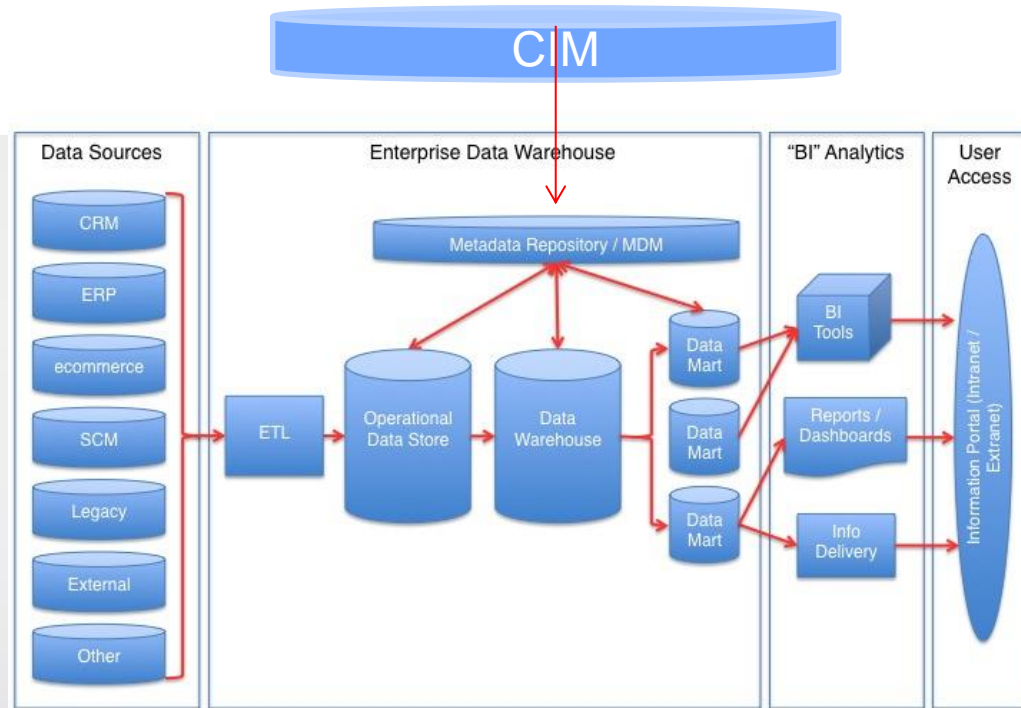 CIM
Data Sources
Enterprise Data Warehouse
“BI” Analytics
User
Access
CRM
ERP
ecommerce
SCM
Legacy
External
Other
ETL
Metadata Repository / MDM
Operational
Data Store
Data
Warehouse
Data
Mart
Data
Mart
Data
Mart
BI
Tools
Reports /
Dashboards
Info
Delivery
Information Portal (Intranet /
Extranet)